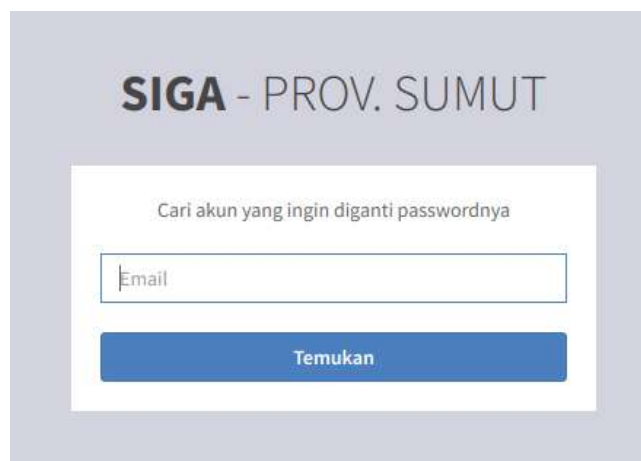 SIGA - PROV. SUMUT
Cari akun yang ingin diganti passwordnya
Email
Temukan